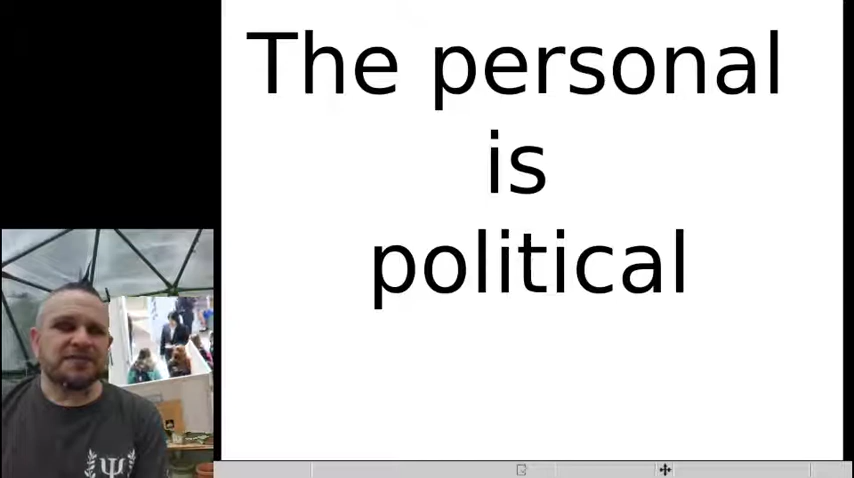 The personal
is
political
Ψ